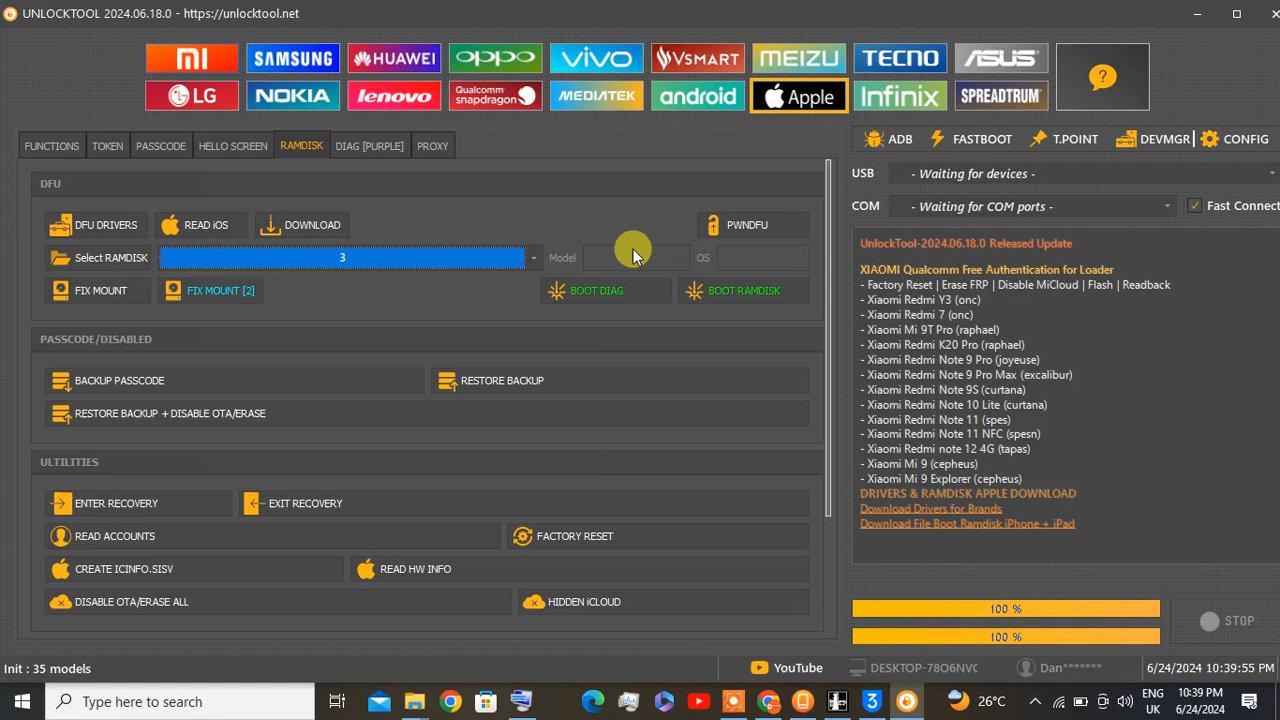 UNLOCKTOOL 2024.06.18.0 - https://unlocktool.net
mi SAMSUNG HUAWEI oppo vivo VSMART MEIZU TECNO ASUS
LG NOKIA lenovo Qualcomm snapdragon MEDIATEK android Apple Infinix SPREADTRUM ?
FUNCTIONS TOKEN PASSCODE HELLO SCREEN RAMDISK DIAG [PURPLE] PROXY
ADB FASTBOOT T.POINT DEVMGR CONFIG
DFU
DFU DRIVERS READ iOS DOWNLOAD PWNDFU
Select RAMDISK 3 Model OS
FIX MOUNT FIX MOUNT [2] BOOT DIAG BOOT RAMDISK
PASSCODE/DISABLED
BACKUP PASSCODE RESTORE BACKUP
RESTORE BACKUP + DISABLE OTA/ERASE
ULTILITIES
ENTER RECOVERY EXIT RECOVERY
READ ACCOUNTS FACTORY RESET
CREATE ICINFO.SISV READ HW INFO
DISABLE OTA/ERASE ALL HIDDEN iCLOUD
USB - Waiting for devices -
COM - Waiting for COM ports - Fast Connect
UnlockTool-2024.06.18.0 Released Update
XIAOMI Qualcomm Free Authentication for Loader
- Factory Reset | Erase FRP | Disable MiCloud | Flash | Readback
- Xiaomi Redmi Y3 (onc)
- Xiaomi Redmi 7 (onc)
- Xiaomi Mi 9T Pro (raphael)
- Xiaomi Redmi K20 Pro (raphael)
- Xiaomi Redmi Note 9 Pro (joyeuse)
- Xiaomi Redmi Note 9 Pro Max (excalibur)
- Xiaomi Redmi Note 9S (curtana)
- Xiaomi Redmi Note 10 Lite (curtana)
- Xiaomi Redmi Note 11 (spes)
- Xiaomi Redmi Note 11 NFC (spesn)
- Xiaomi Redmi note 12 4G (tapas)
- Xiaomi Mi 9 (cepheus)
- Xiaomi Mi 9 Explorer (cepheus)
DRIVERS & RAMDISK APPLE DOWNLOAD
Download Drivers for Brands
Download File Boot Ramdisk iPhone + iPad
100 %
STOP
100 %
Init : 35 models YouTube DESKTOP-78O6NVC Dan******* 6/24/2024 10:39:55 PM
Type here to search 3 26°C ENG UK 10:39 PM 6/24/2024